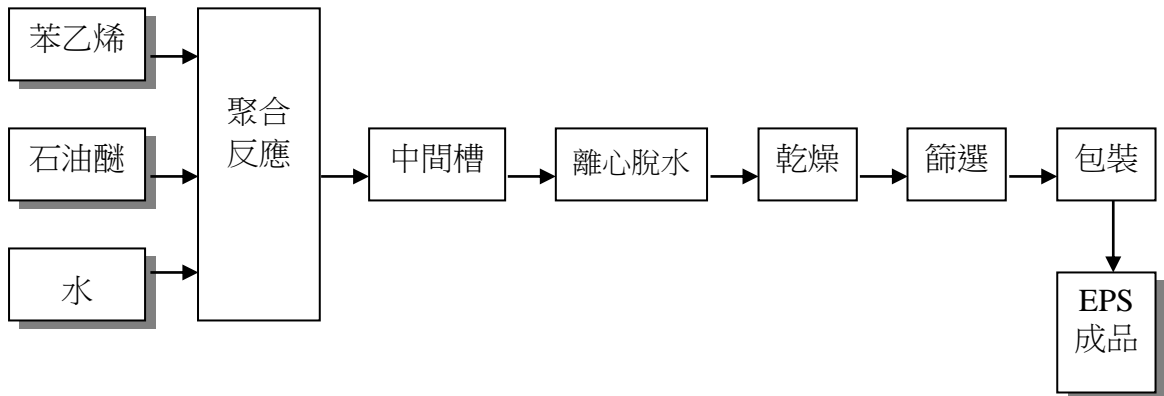 苯乙烯
石油醚
水
聚合
反應
中間槽
離心脫水
乾燥
篩選
包裝
EPS
成品